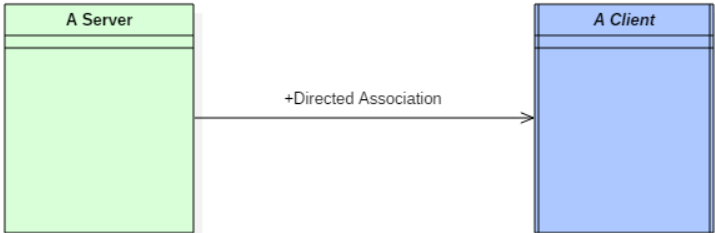 A Server
A Client
+Directed Association